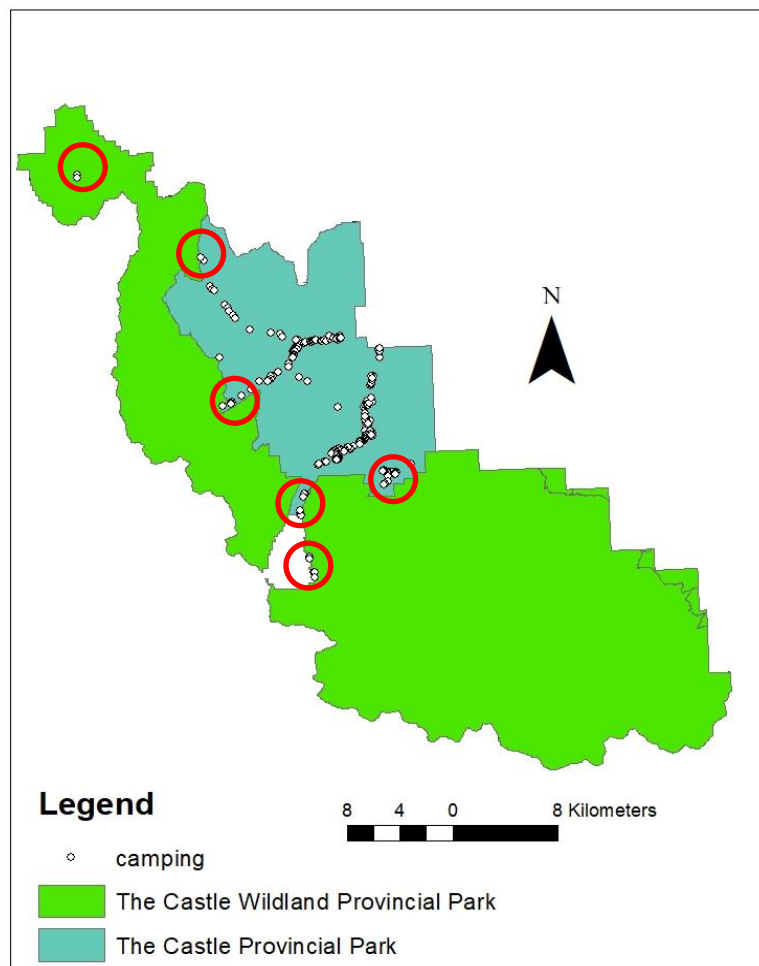 N
Legend
8 4 0 8 Kilometers
camping
The Castle Wildland Provincial Park
The Castle Provincial Park